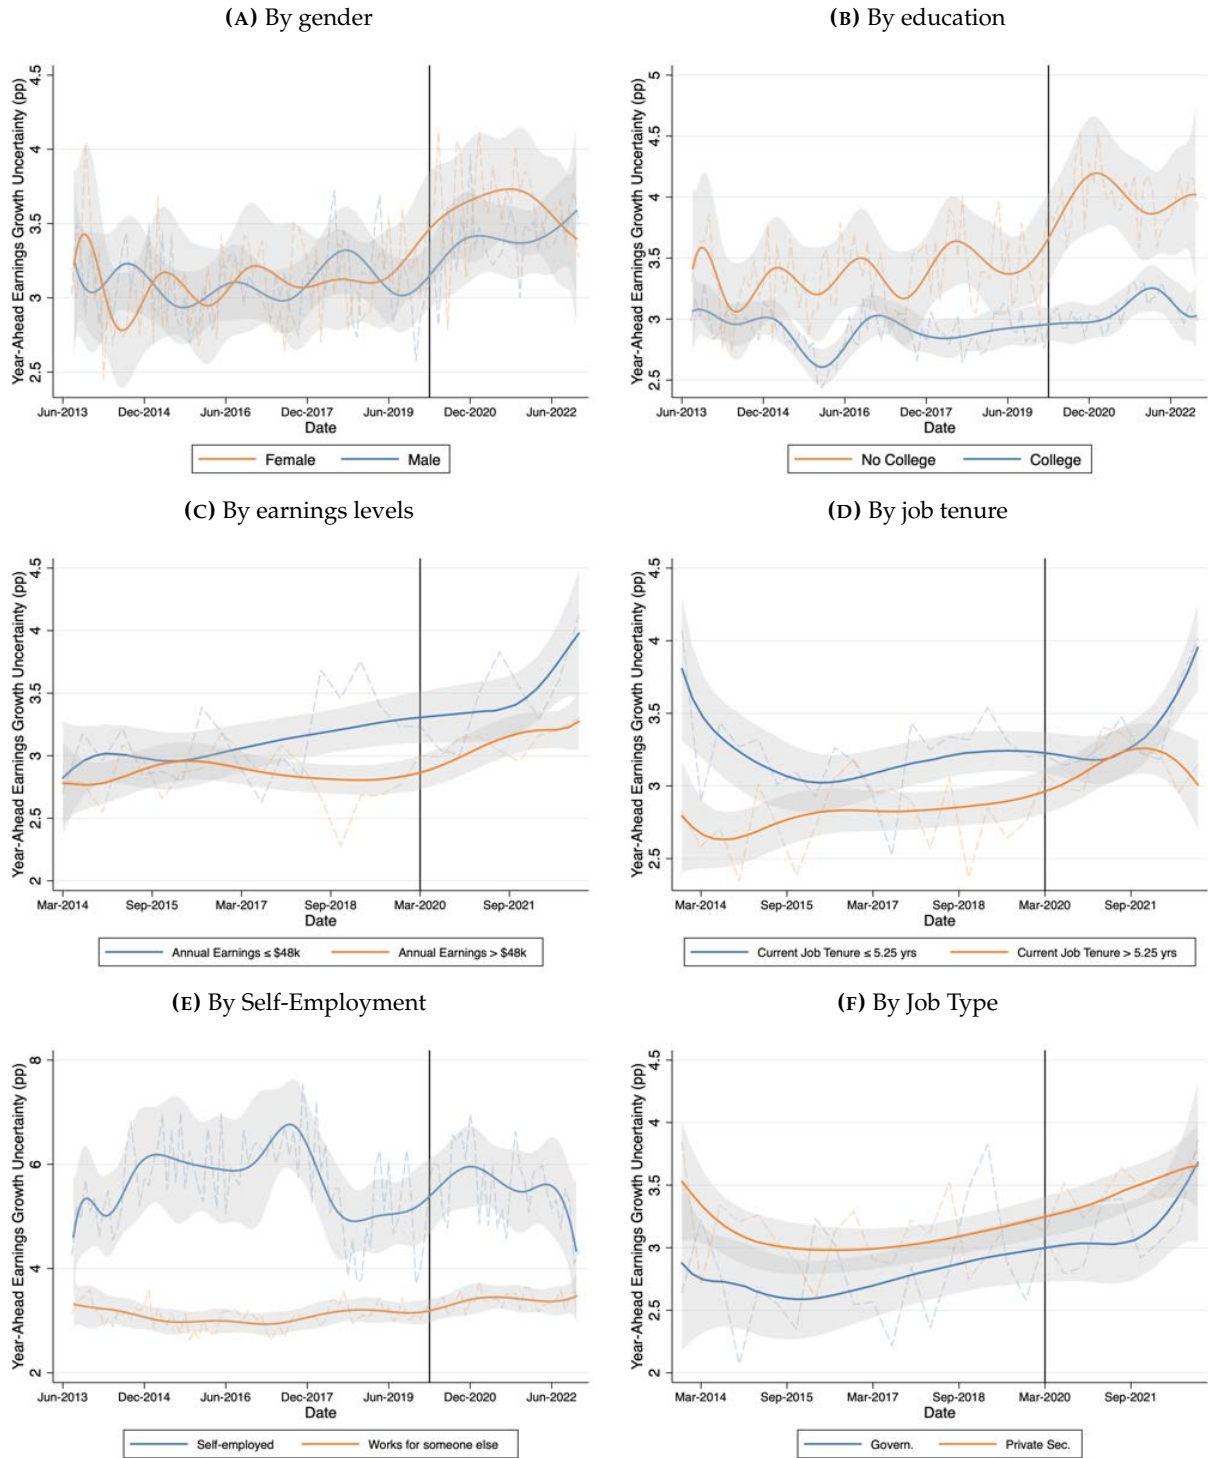 (A) By gender
Year-Ahead Earnings Growth Uncertainty (pp)
4.5
4
3.5
3
2.5
Jun-2013 Dec-2014 Jun-2016 Dec-2017 Jun-2019 Dec-2020 Jun-2022
Date
Female Male
(B) By education
Year-Ahead Earnings Growth Uncertainty (pp)
5
4.5
4
3.5
3
2.5
Jun-2013 Dec-2014 Jun-2016 Dec-2017 Jun-2019 Dec-2020 Jun-2022
Date
No College College
(C) By earnings levels
Year-Ahead Earnings Growth Uncertainty (pp)
4.5
4
3.5
3
2.5
2
Mar-2014 Sep-2015 Mar-2017 Sep-2018 Mar-2020 Sep-2021
Date
Annual Earnings ≤ $48k Annual Earnings > $48k
(D) By job tenure
Year-Ahead Earnings Growth Uncertainty (pp)
4.5
4
3.5
3
2.5
Mar-2014 Sep-2015 Mar-2017 Sep-2018 Mar-2020 Sep-2021
Date
Current Job Tenure ≤ 5.25 yrs Current Job Tenure > 5.25 yrs
(E) By Self-Employment
Year-Ahead Earnings Growth Uncertainty (pp)
8
6
4
2
Jun-2013 Dec-2014 Jun-2016 Dec-2017 Jun-2019 Dec-2020 Jun-2022
Date
Self-employed Works for someone else
(F) By Job Type
Year-Ahead Earnings Growth Uncertainty (pp)
4.5
4
3.5
3
2.5
2
Mar-2014 Sep-2015 Mar-2017 Sep-2018 Mar-2020 Sep-2021
Date
Govern. Private Sec.